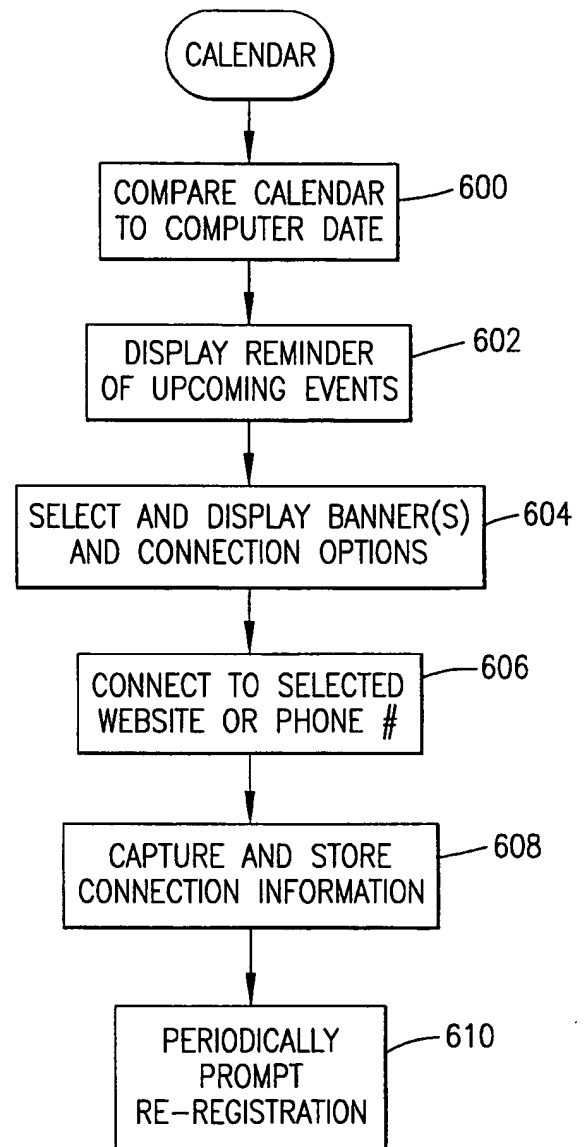 CALENDAR
COMPARE CALENDAR
TO COMPUTER DATE
600
DISPLAY REMINDER
OF UPCOMING EVENTS
602
SELECT AND DISPLAY BANNER(S)
AND CONNECTION OPTIONS
604
CONNECT TO SELECTED
WEBSITE OR PHONE #
606
CAPTURE AND STORE
CONNECTION INFORMATION
608
PERIODICALLY
PROMPT
RE-REGISTRATION
610